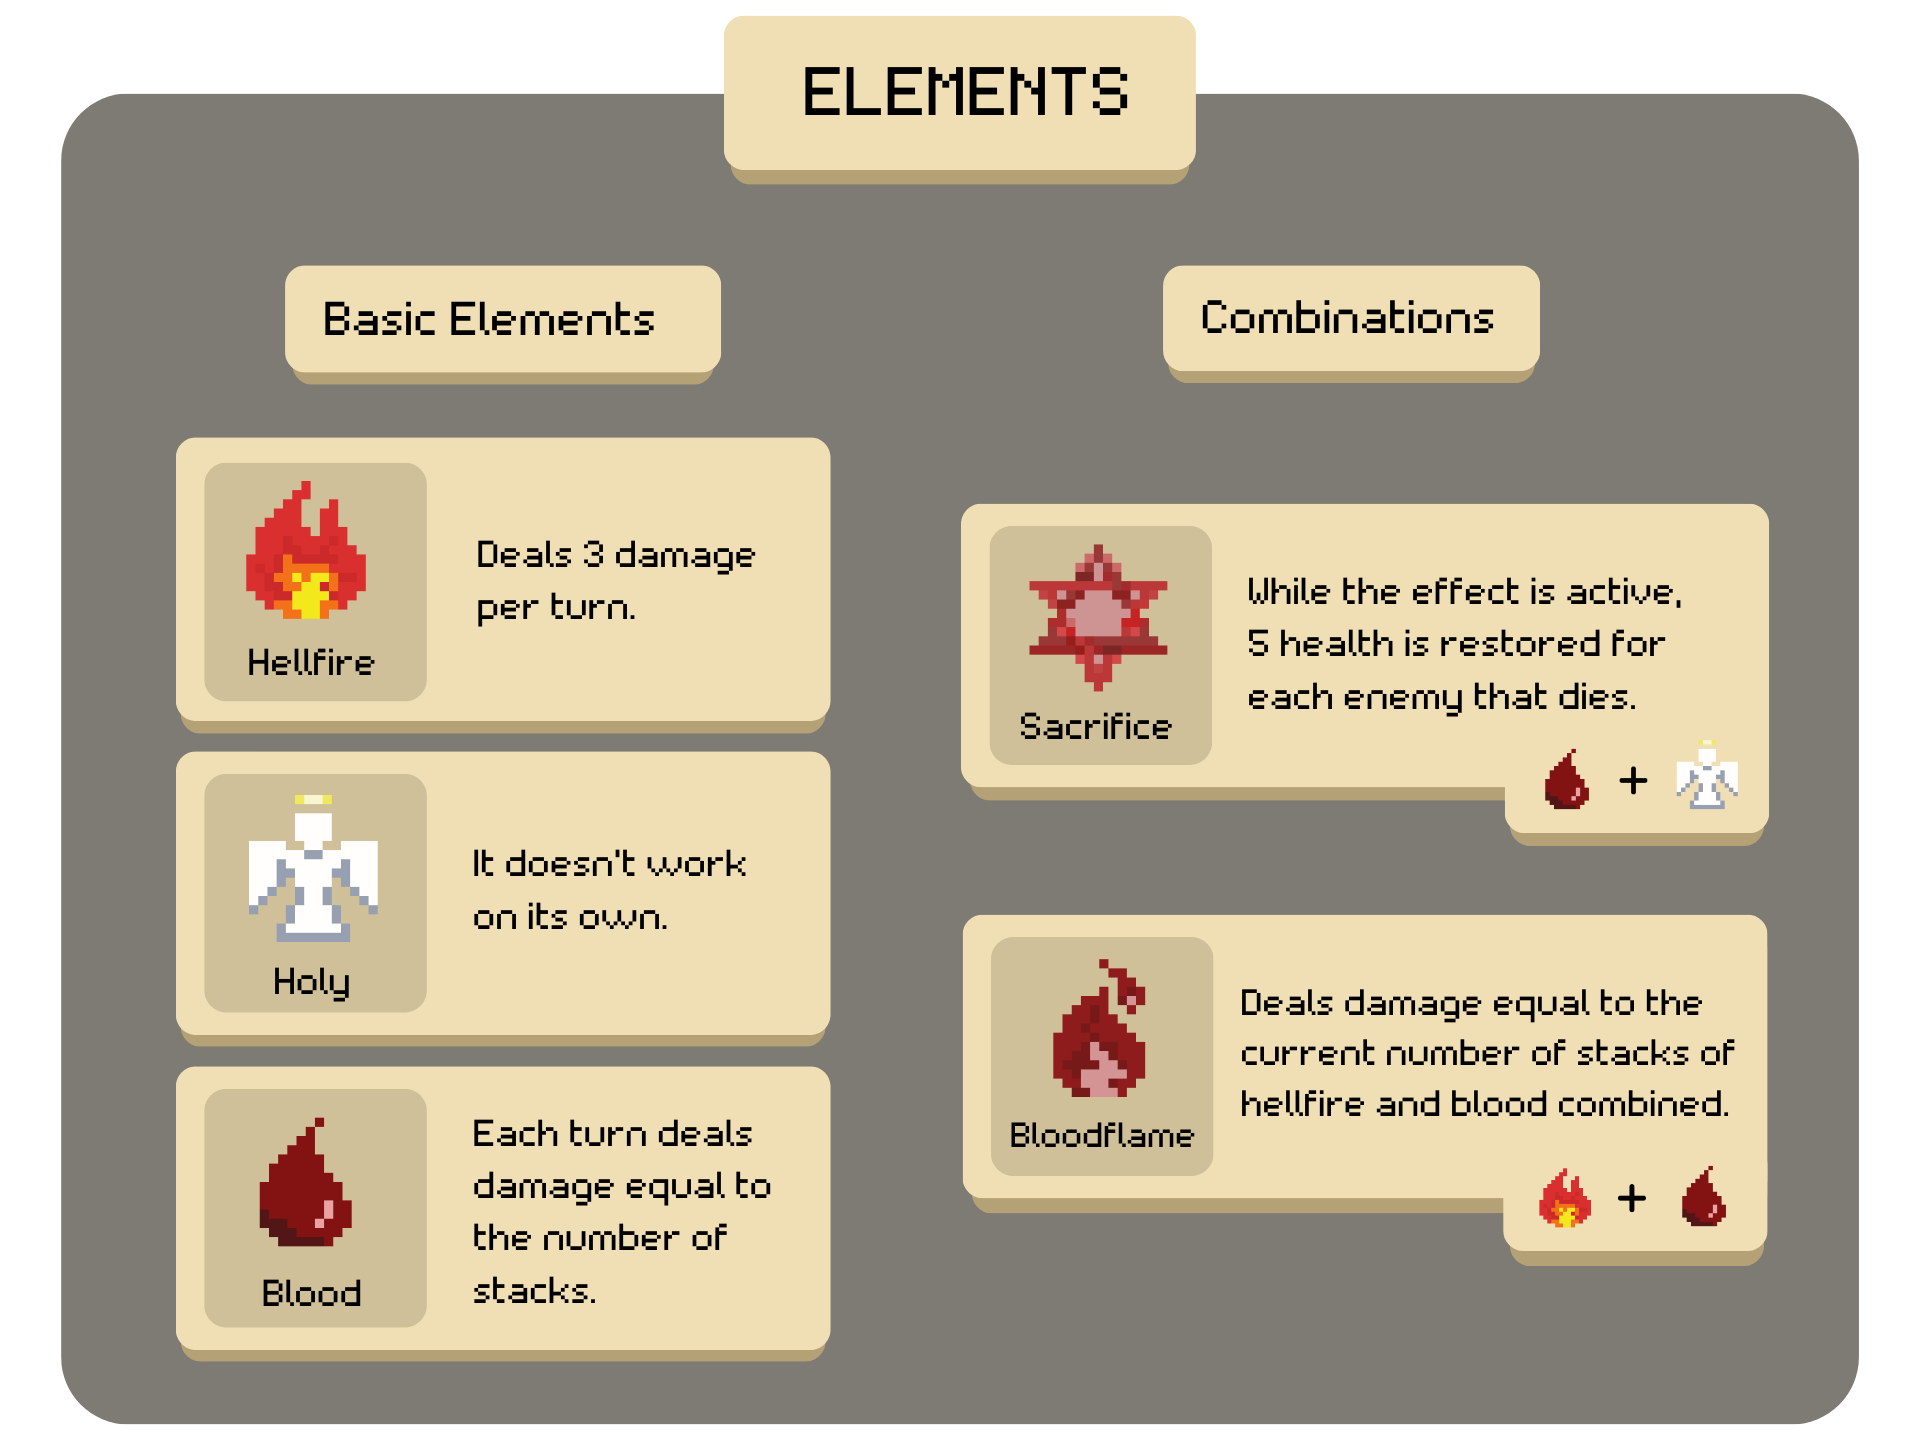 ELEMENTS
Basic Elements
Hellfire
Deals 3 damage
per turn.
Holy
It doesn't work
on its own.
Blood
Each turn deals
damage equal to
the number of
stacks.
Combinations
Sacrifice
While the effect is active,
5 health is restored for
each enemy that dies.
+
Bloodflame
Deals damage equal to the
current number of stacks of
hellfire and blood combined.
+